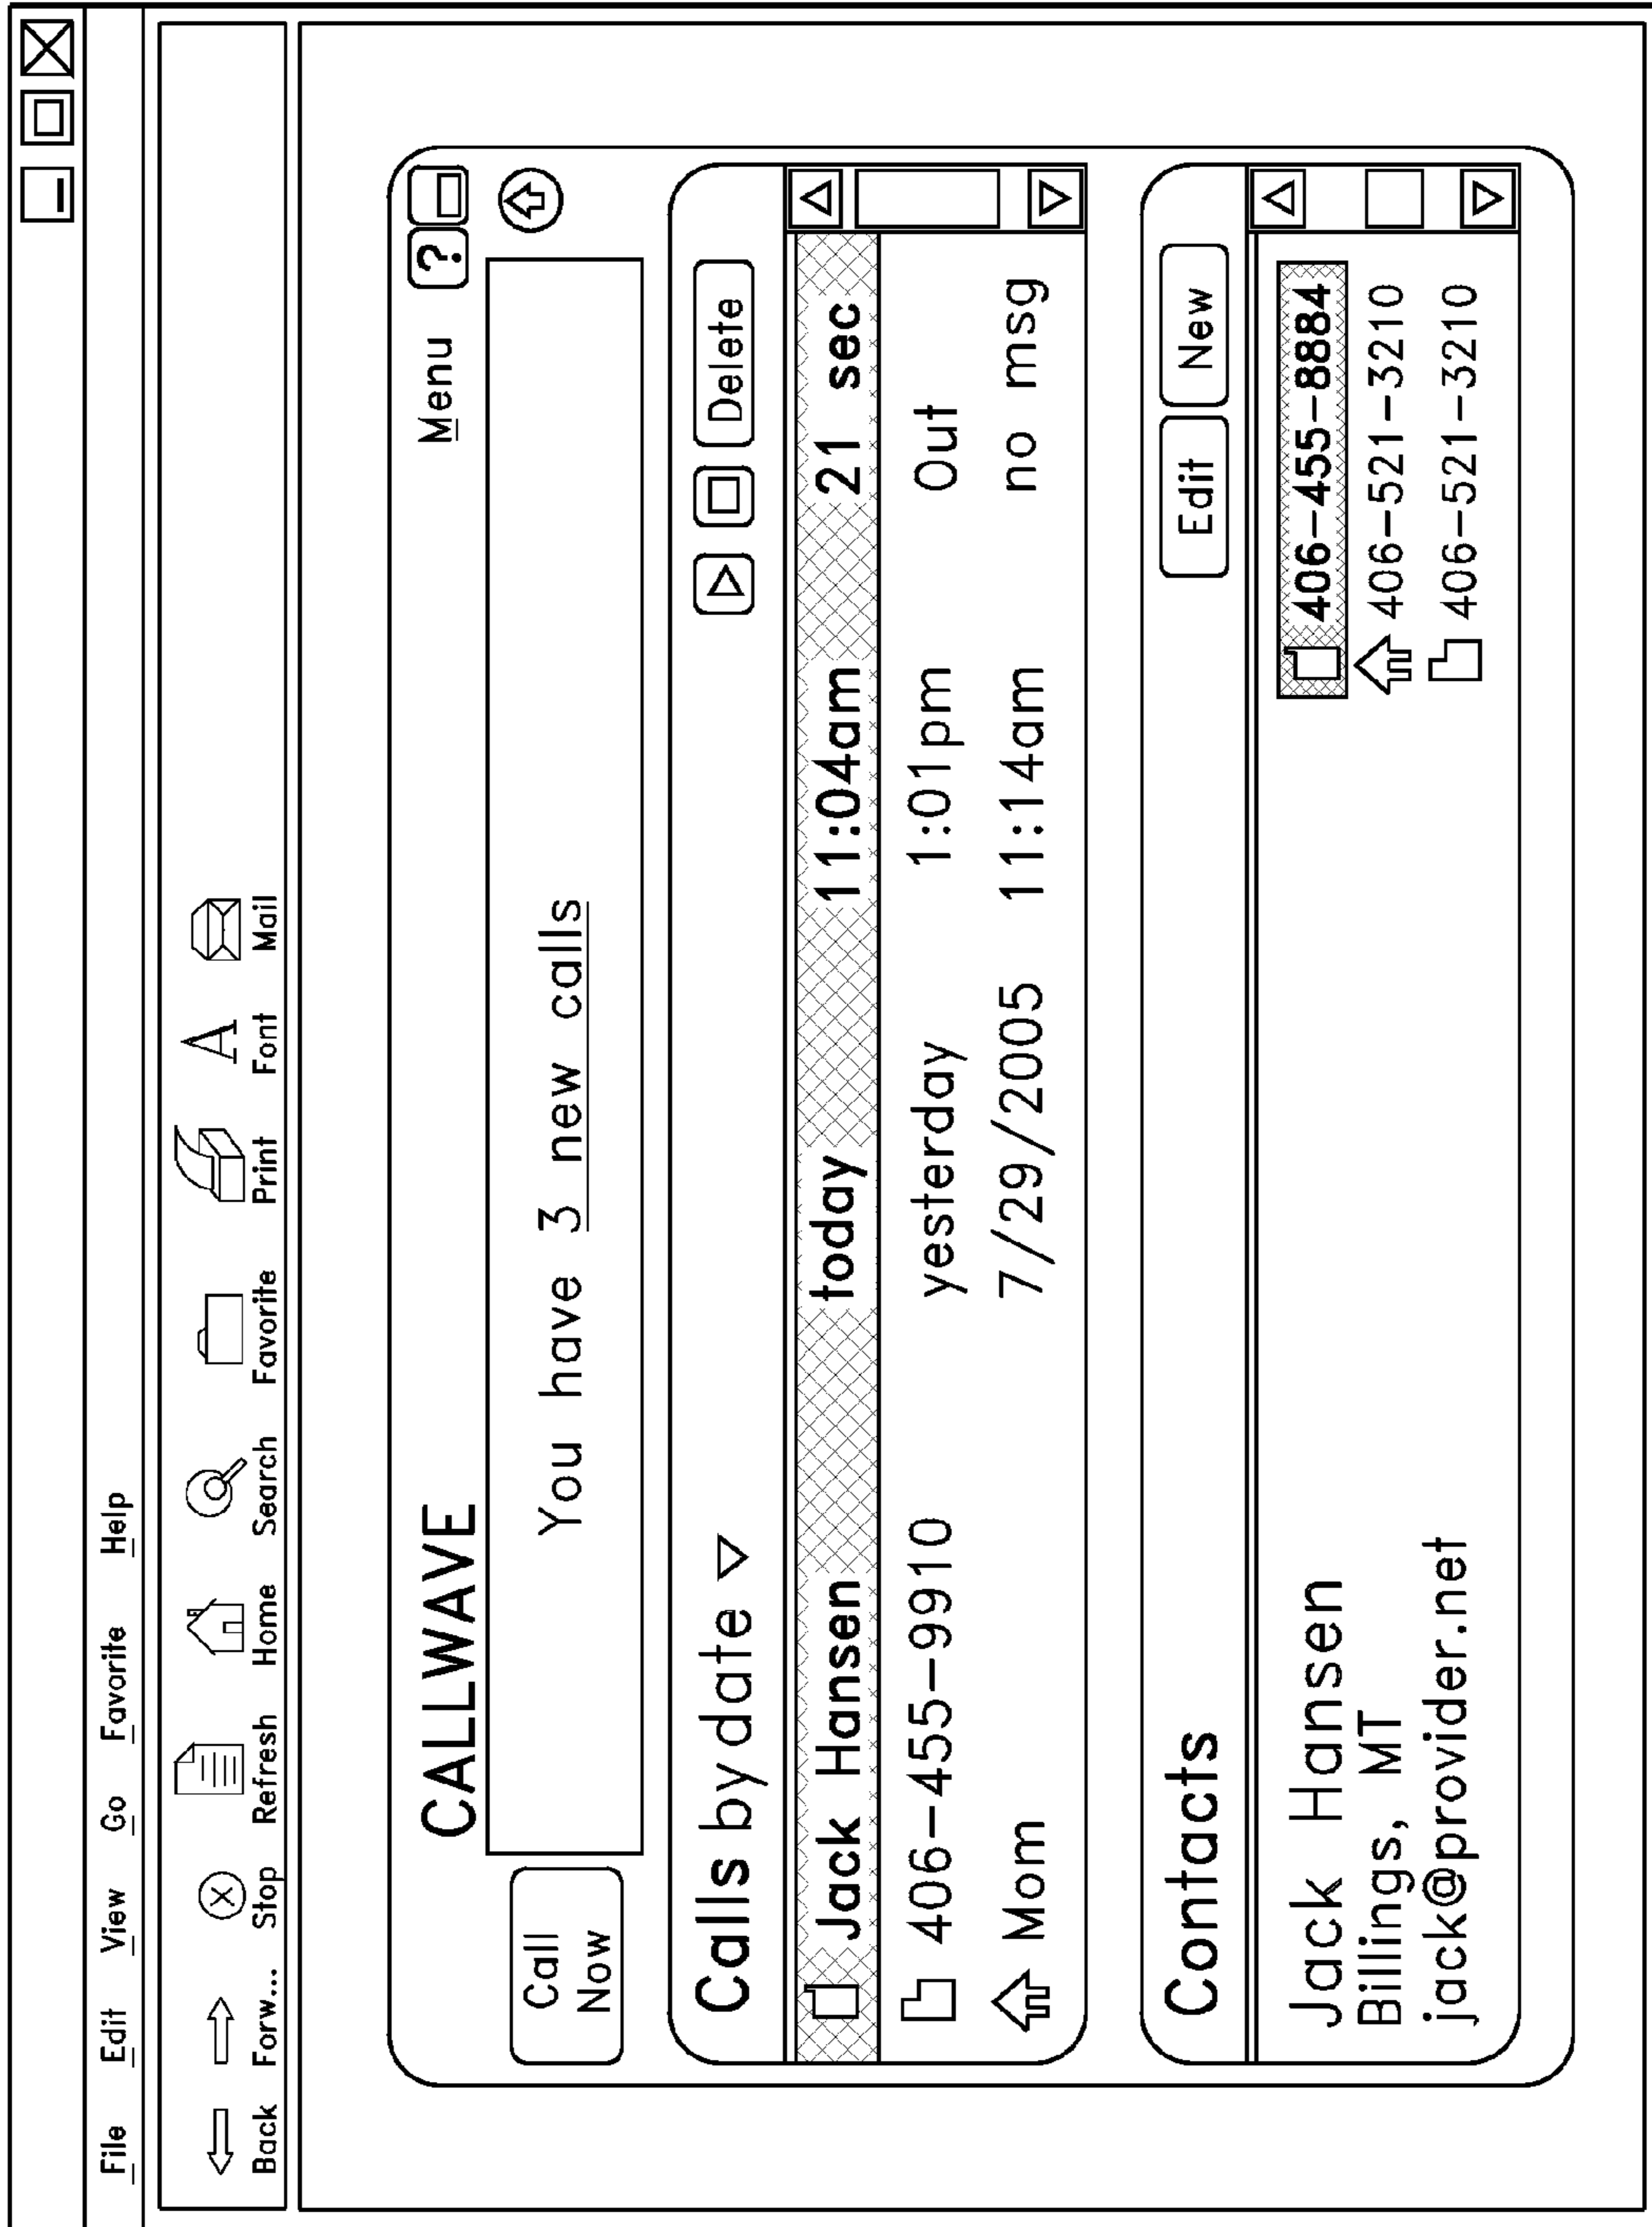 File Edit View Go Favorite Help
Back Forw... Stop Refresh Home Search Favorite Print Font Mail
CALLWAVE Menu ?
Call
Now
You have 3 new calls
Calls by date Delete
Jack Hansen today 11:04am 21 sec
406-455-9910 yesterday 1:01pm Out
Mom 7/29/2005 11:14am no msg
Contacts Edit New
Jack Hansen 406-455-8884
Billings, MT 406-521-3210
jack@provider.net 406-521-3210